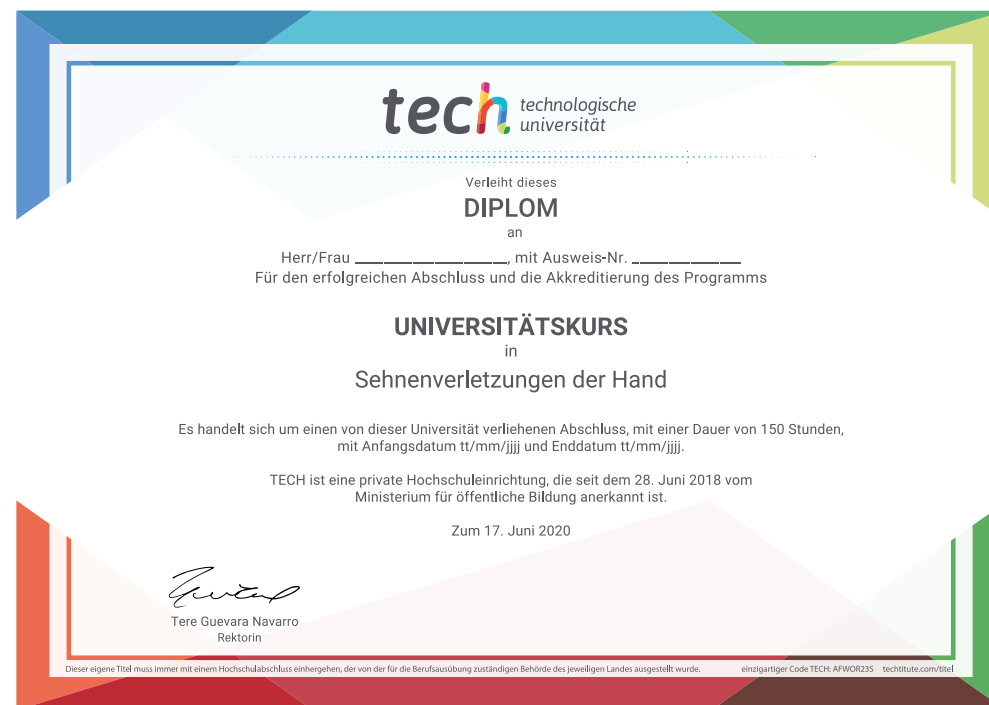 tech technologische
universität
Verleiht dieses
DIPLOM
an
Herr/Frau ________________, mit Ausweis-Nr. ____________
Für den erfolgreichen Abschluss und die Akkreditierung des Programms
UNIVERSITÄTSKURS
in
Sehnenverletzungen der Hand
Es handelt sich um einen von dieser Universität verliehenen Abschluss, mit einer Dauer von 150 Stunden,
mit Anfangsdatum tt/mm/jjjj und Enddatum tt/mm/jjjj.
TECH ist eine private Hochschuleinrichtung, die seit dem 28. Juni 2018 vom
Ministerium für öffentliche Bildung anerkannt ist.
Zum 17. Juni 2020
Tere Guevara Navarro
Rektorin
Dieser eigene Titel muss immer mit einem Hochschulabschluss einhergehen, der von der für die Berufsausübung zuständigen Behörde des jeweiligen Landes ausgestellt wurde. einzigartiger Code TECH: AFWOR23S techtitute.com/titel